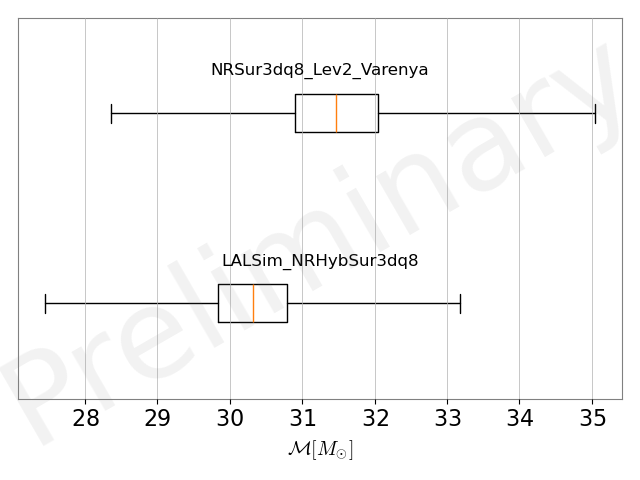 NRSur3dq8_Lev2_Varenya
LALSim_NRHybSur3dq8
Preliminary
28 29 30 31 32 33 34 35
ℳ[M⊙]